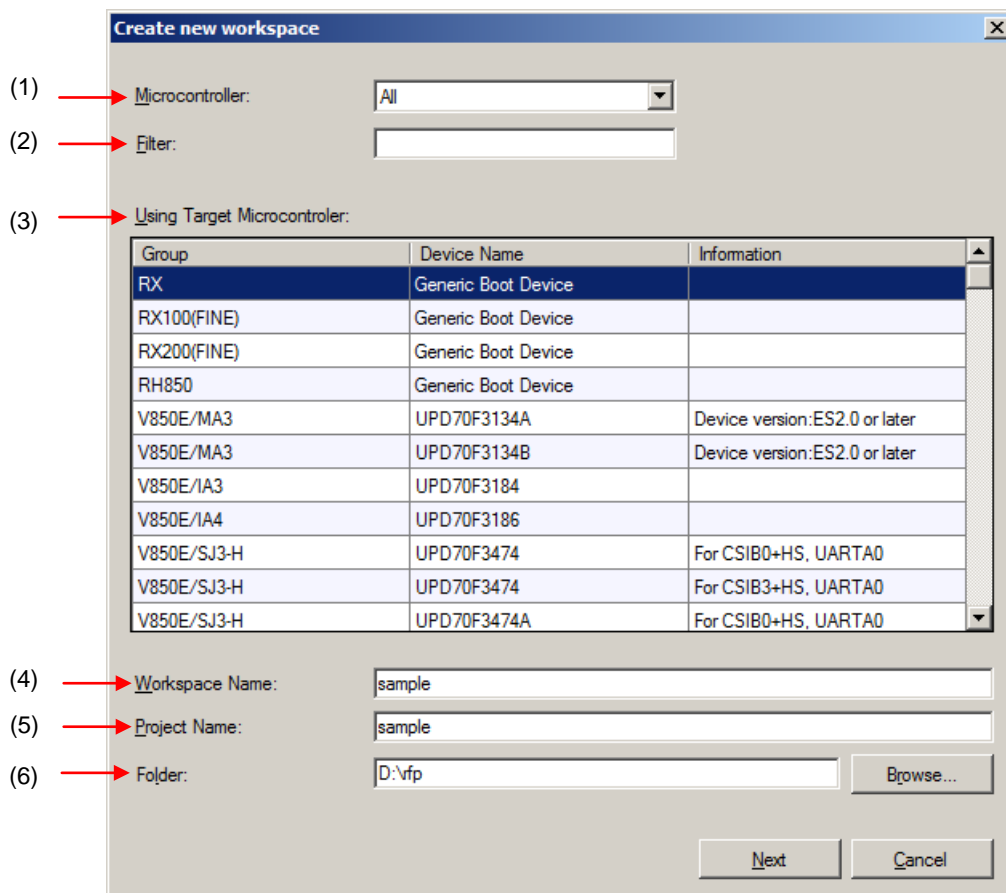 Create new workspace
(1) Microcontroller: All
(2) Filter:
(3) Using Target Microcontroler:
Group Device Name Information
RX Generic Boot Device
RX100(FINE) Generic Boot Device
RX200(FINE) Generic Boot Device
RH850 Generic Boot Device
V850E/MA3 UPD70F3134A Device version:ES2.0 or later
V850E/MA3 UPD70F3134B Device version:ES2.0 or later
V850E/IA3 UPD70F3184
V850E/IA4 UPD70F3186
V850E/SJ3-H UPD70F3474 For CSIB0+HS, UARTA0
V850E/SJ3-H UPD70F3474 For CSIB3+HS, UARTA0
V850E/SJ3-H UPD70F3474A For CSIB0+HS, UARTA0
(4) Workspace Name: sample
(5) Project Name: sample
(6) Folder: D:\rfp Browse...
Next Cancel